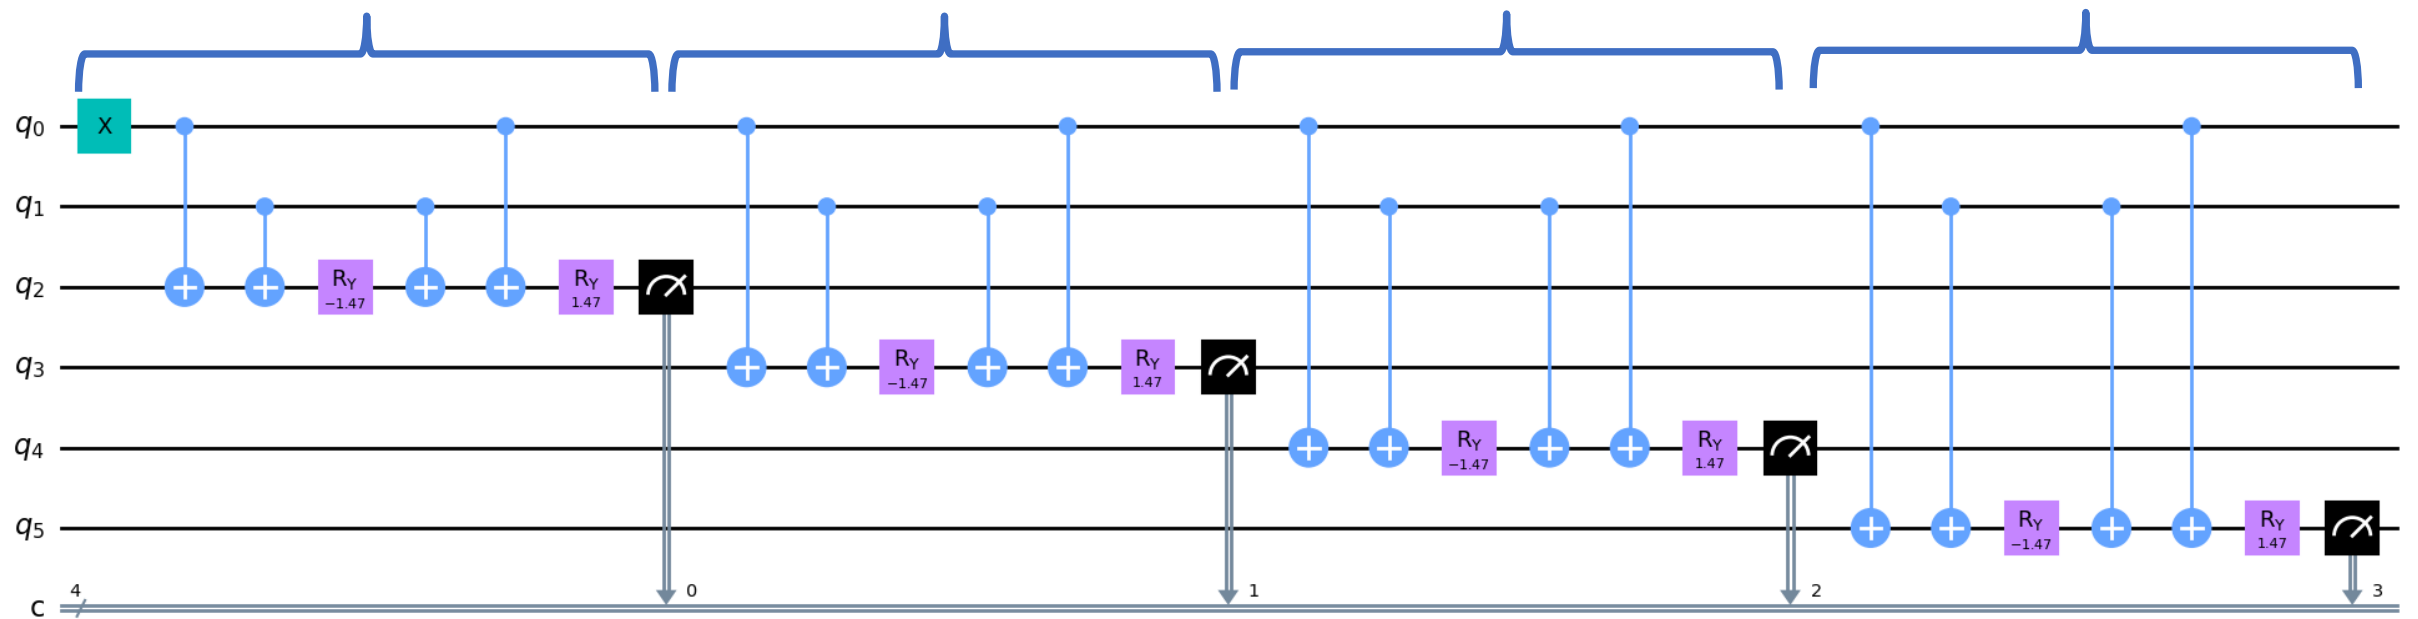 q0 X
q1
q2 RY −1.47 RY 1.47
q3 RY −1.47 RY 1.47
q4 RY −1.47 RY 1.47
q5 RY −1.47 RY 1.47
c 4 0 1 2 3